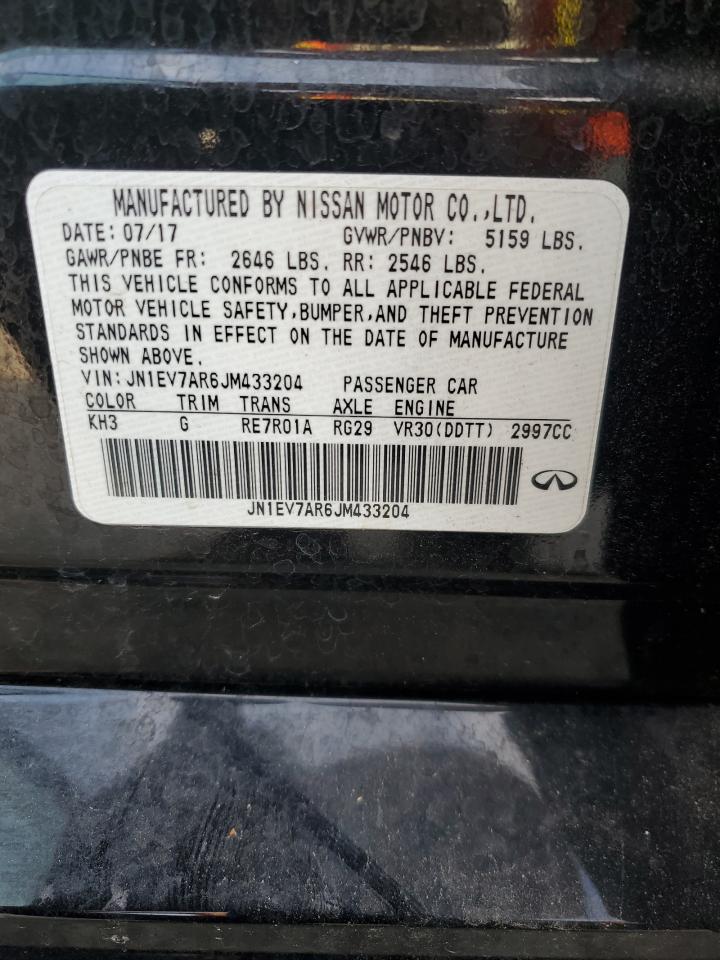 MANUFACTURED BY NISSAN MOTOR CO.,LTD.
DATE: 07/17 GVWR/PNBV: 5159 LBS.
GAWR/PNBE FR: 2646 LBS. RR: 2546 LBS.
THIS VEHICLE CONFORMS TO ALL APPLICABLE FEDERAL
MOTOR VEHICLE SAFETY,BUMPER,AND THEFT PREVENTION
STANDARDS IN EFFECT ON THE DATE OF MANUFACTURE
SHOWN ABOVE.
VIN: JN1EV7AR6JM433204 PASSENGER CAR
COLOR TRIM TRANS AXLE ENGINE
KH3 G RE7R01A RG29 VR30(DDTT) 2997CC
JN1EV7AR6JM433204